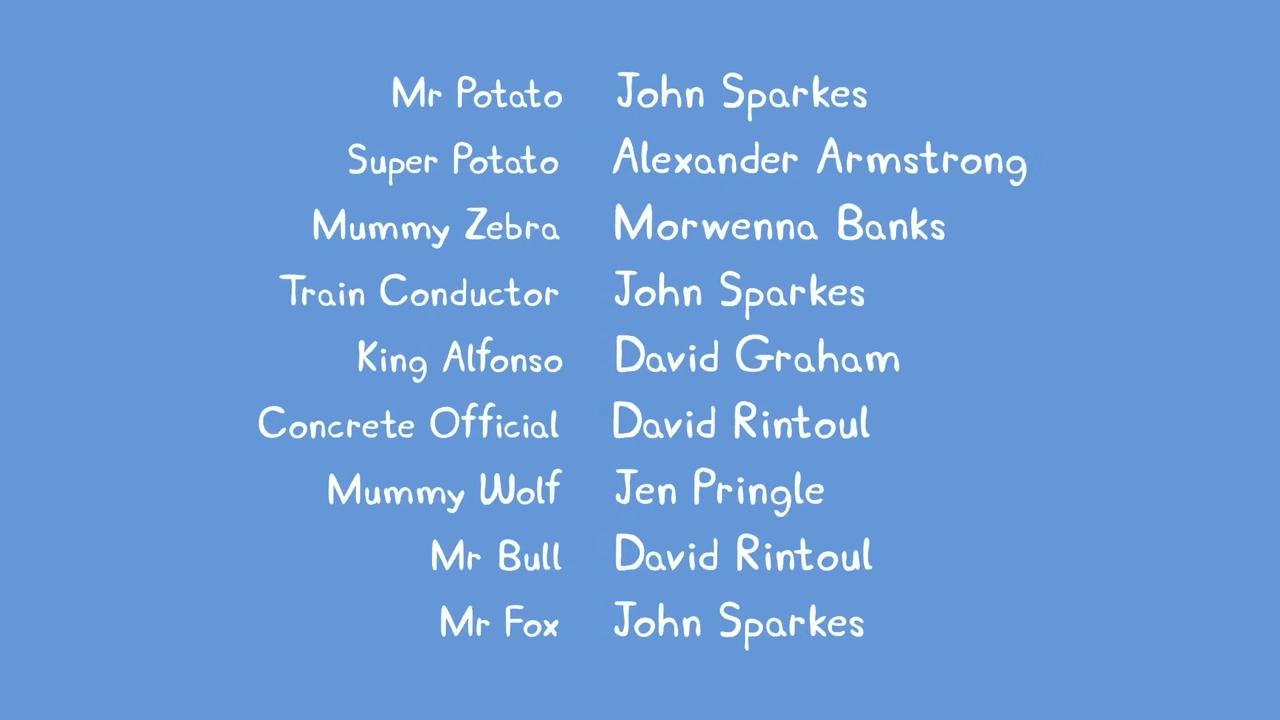 Mr Potato John Sparkes
Super Potato Alexander Armstrong
Mummy Zebra Morwenna Banks
Train Conductor John Sparkes
King Alfonso David Graham
Concrete Official David Rintoul
Mummy Wolf Jen Pringle
Mr Bull David Rintoul
Mr Fox John Sparkes